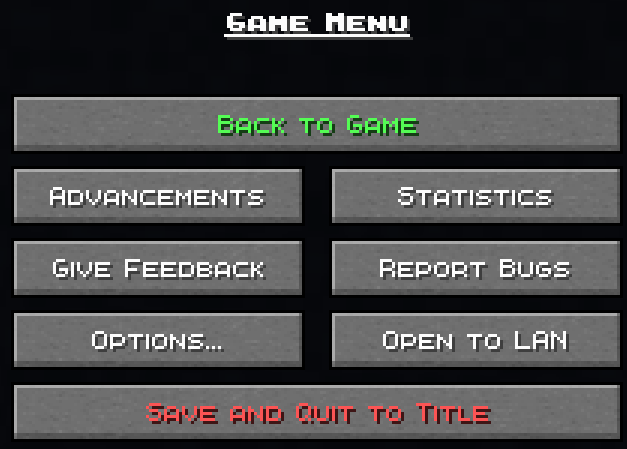 Game Menu
Back to Game
Advancements
Statistics
Give Feedback
Report Bugs
Options...
Open to LAN
Save and Quit to Title